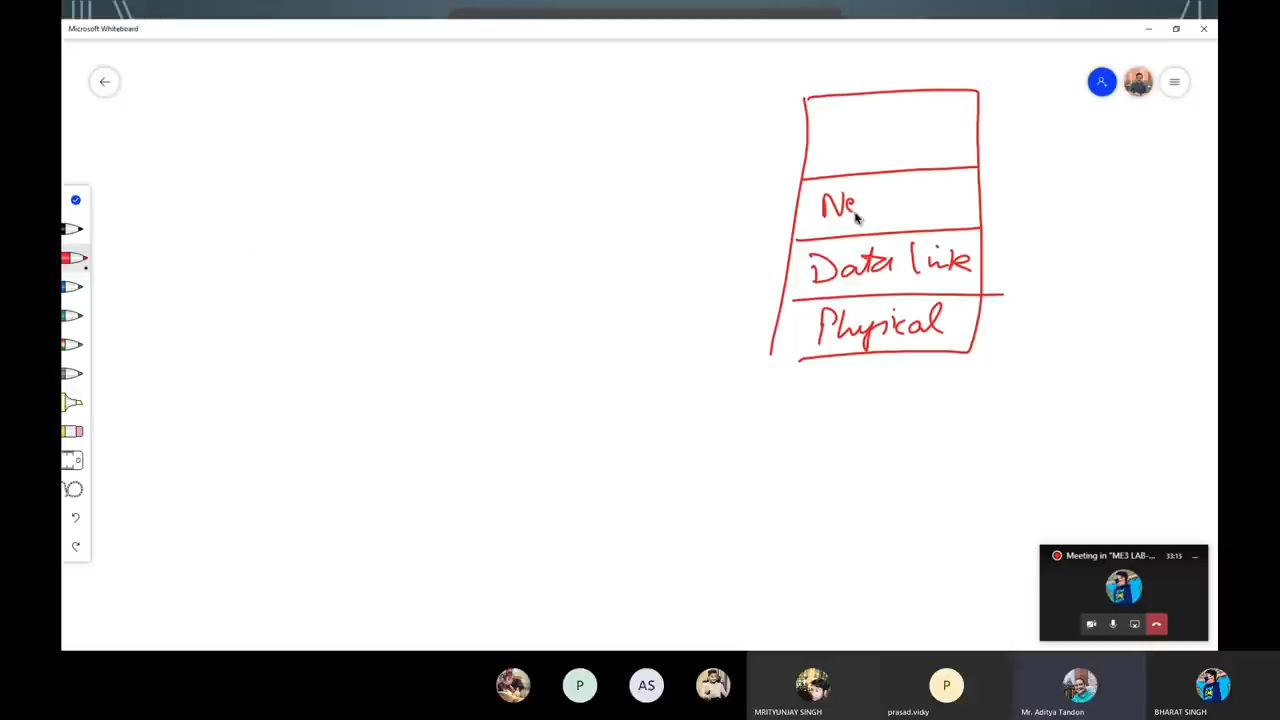 Microsoft Whiteboard
Ne
Data link
Physical
Meeting in "ME3 LAB-... 33:13
P
AS
P
MRITYUNJAY SINGH
prasad.vicky
Mr. Aditya Tandon
BHARAT SINGH